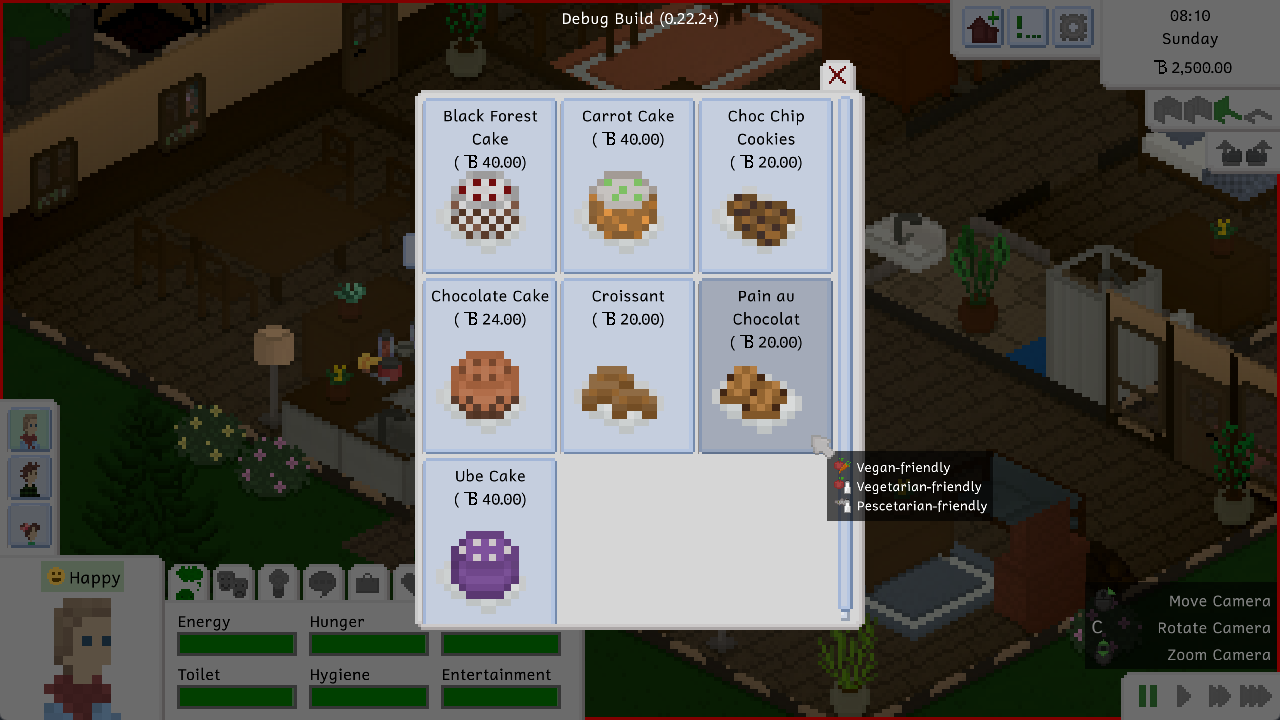 Debug Build (0.22.2+)
08:10
Sunday
Ɓ 2,500.00
Black Forest
Cake
( Ɓ 40.00)
Carrot Cake
( Ɓ 40.00)
Choc Chip
Cookies
( Ɓ 20.00)
Chocolate Cake
( Ɓ 24.00)
Croissant
( Ɓ 20.00)
Pain au
Chocolat
( Ɓ 20.00)
Ube Cake
( Ɓ 40.00)
Vegan-friendly
Vegetarian-friendly
Pescetarian-friendly
Happy
Energy
Hunger
Toilet
Hygiene
Entertainment
Move Camera
C
Rotate Camera
Zoom Camera